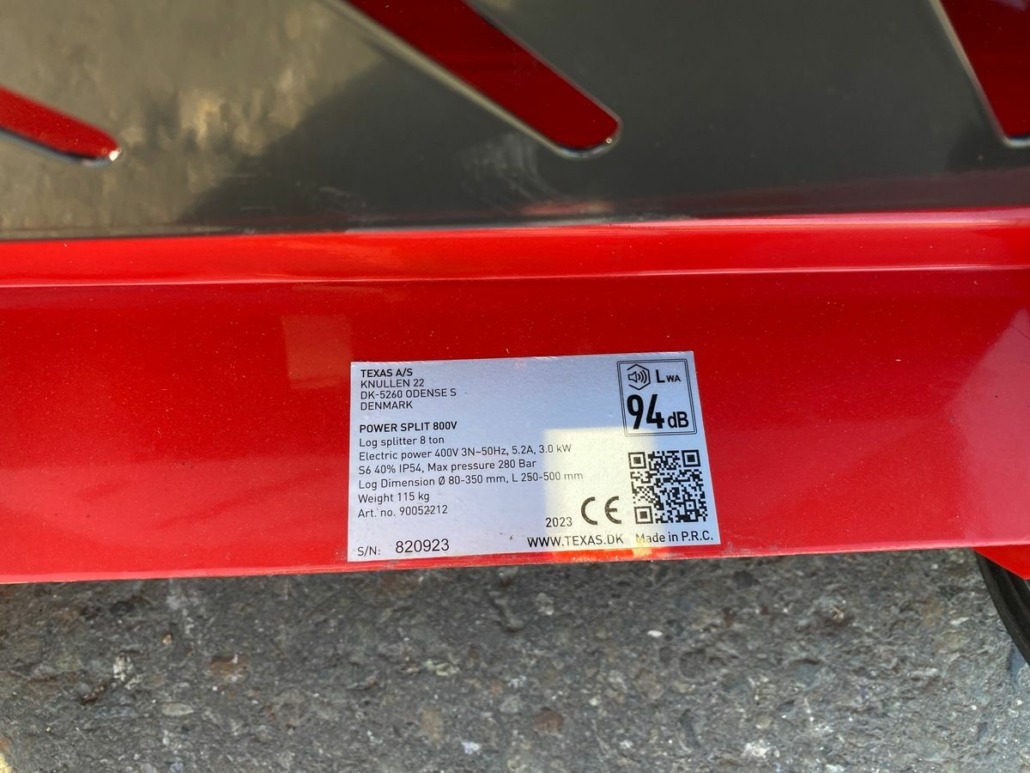 TEXAS A/S
KNULLEN 22
DK-5260 ODENSE S
DENMARK
POWER SPLIT 800V
Log splitter 8 ton
Electric power 400V 3N~50Hz, 5.2A, 3.0 kW
S6 40% IP54, Max pressure 280 Bar
Log Dimension Ø 80-350 mm, L 250-500 mm
Weight 115 kg
Art. no. 90052212
S/N: 820923
LWA
94 dB
2023 CE
WWW.TEXAS.DK Made in P.R.C.